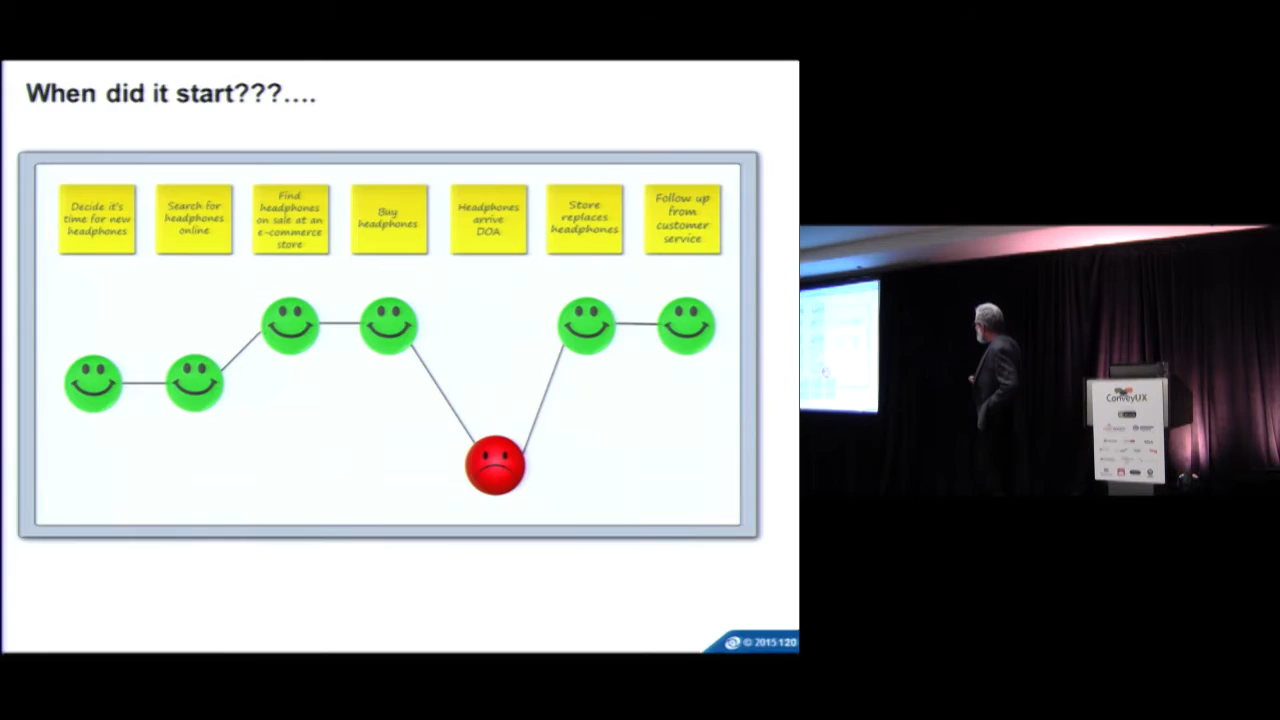 When did it start???....
Decide it's
time for new
headphones
Search for
headphones
online
Find
headphones
on sale at an
e-commerce
store
Buy
headphones
Headphones
arrive
DOA
Store
replaces
headphones
Follow up
from
customer
service
© 2015 120
ConveyUX